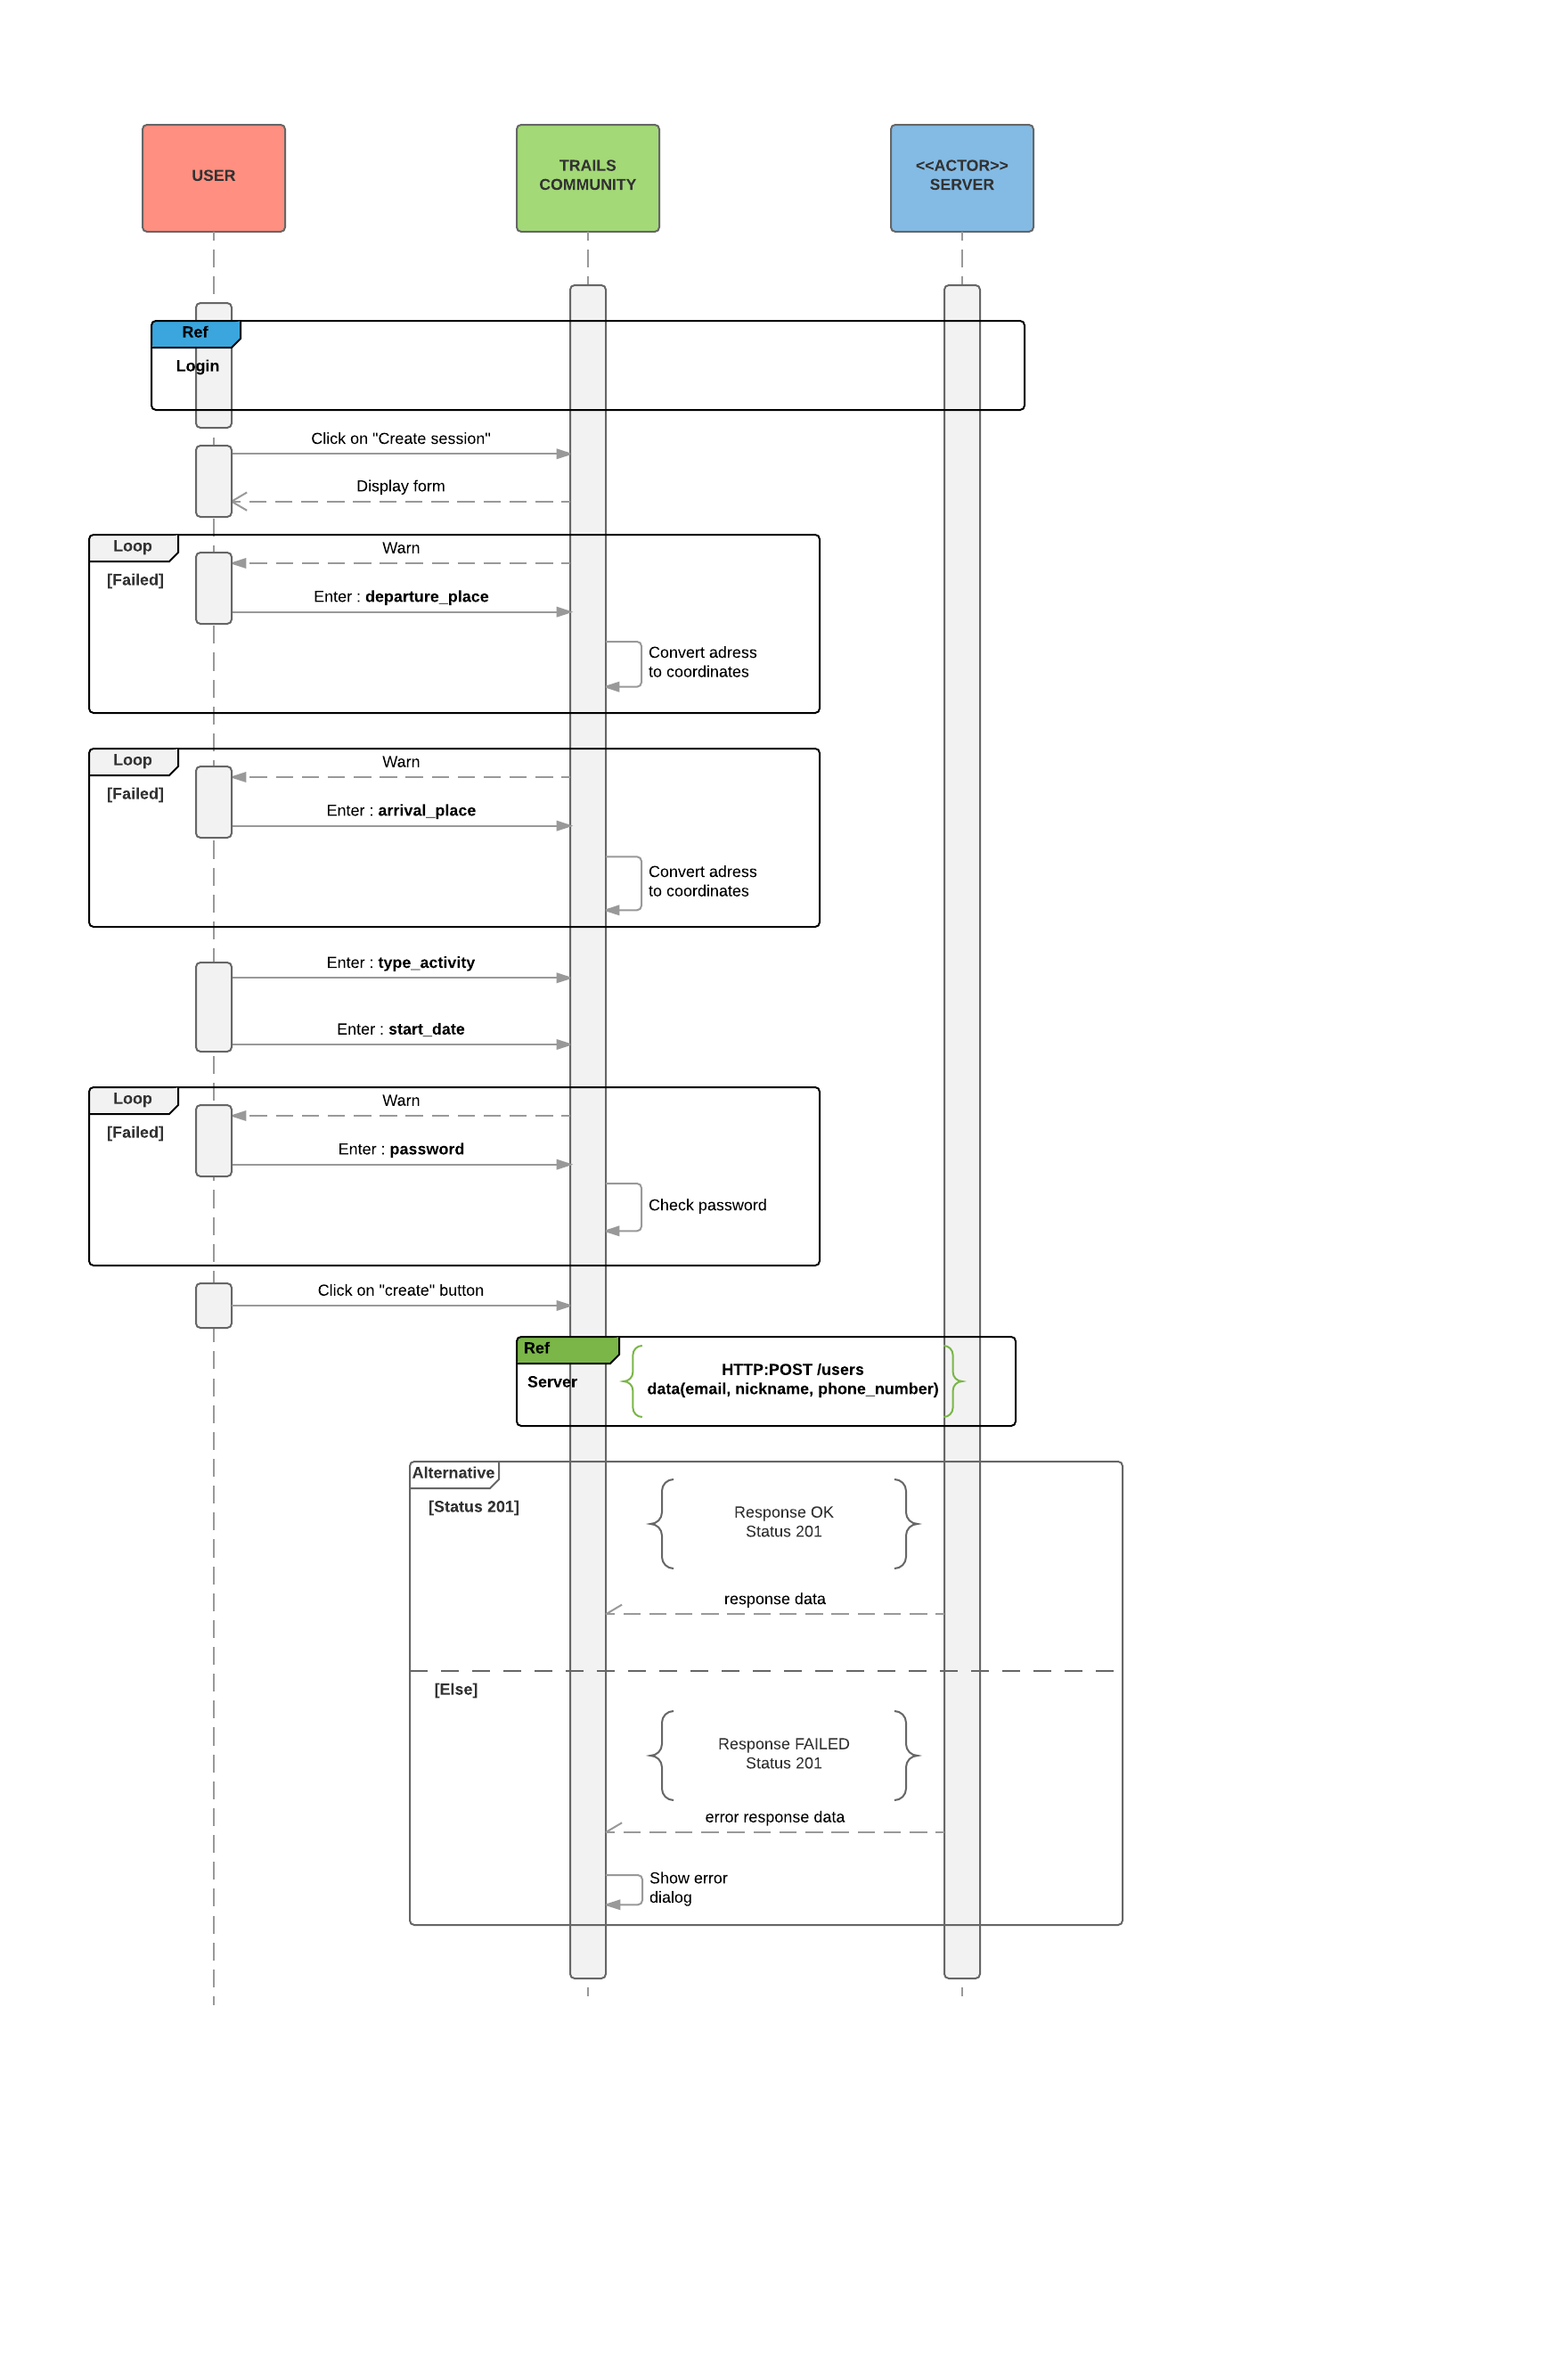 USER
TRAILS
COMMUNITY
<<ACTOR>>
SERVER
Ref
Login
Click on "Create session"
Display form
Loop
[Failed]
Warn
Enter : departure_place
Convert adress
to coordinates
Loop
[Failed]
Warn
Enter : arrival_place
Convert adress
to coordinates
Enter : type_activity
Enter : start_date
Loop
[Failed]
Warn
Enter : password
Check password
Click on "create" button
Ref
Server
HTTP:POST /users
data(email, nickname, phone_number)
Alternative
[Status 201]
Response OK
Status 201
response data
[Else]
Response FAILED
Status 201
error response data
Show error
dialog